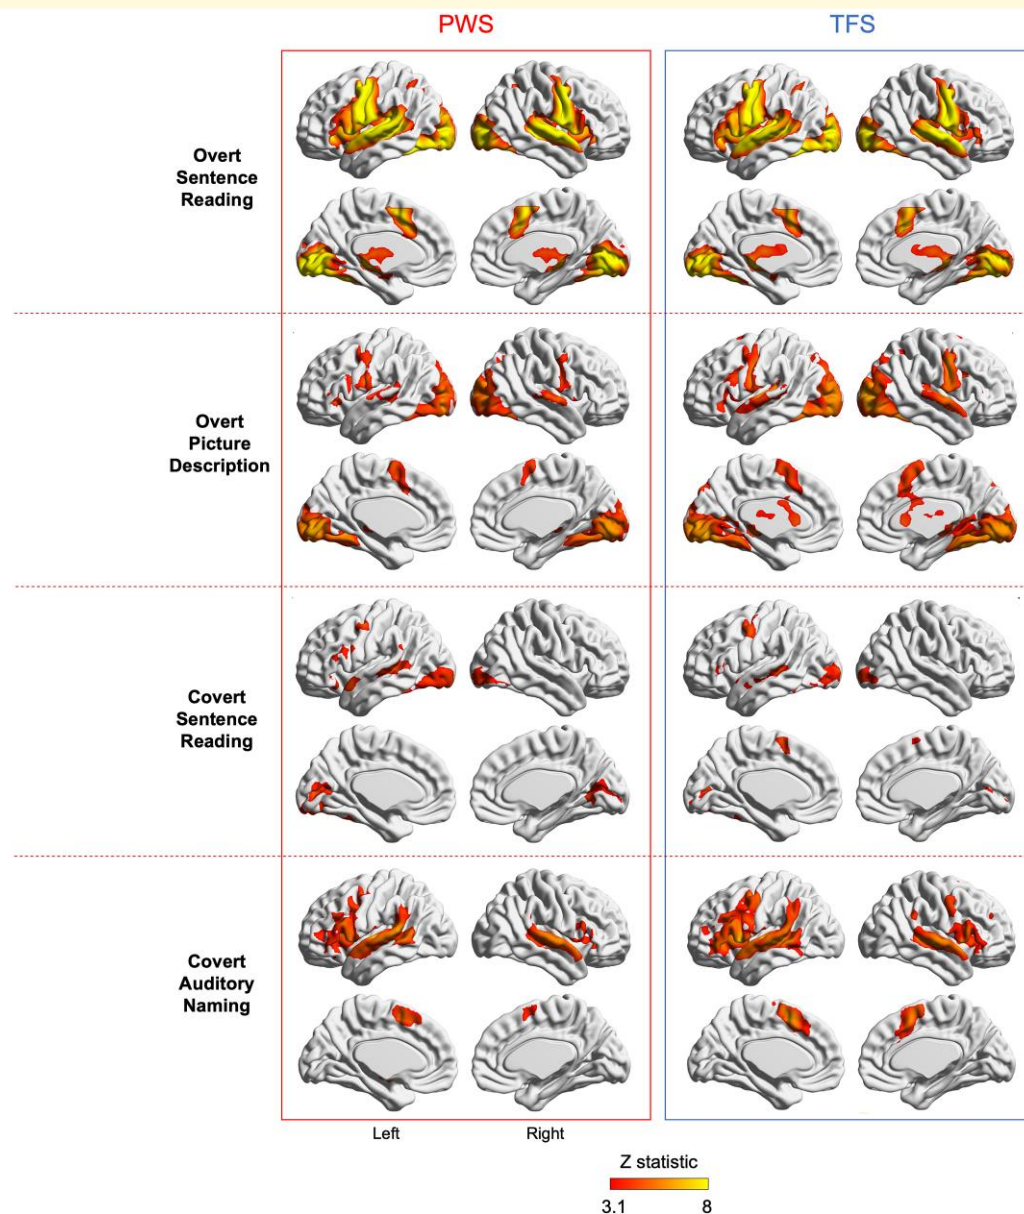 PWS
TFS
Overt
Sentence
Reading
Overt
Picture
Description
Covert
Sentence
Reading
Covert
Auditory
Naming
Left
Right
Z statistic
3.1
8